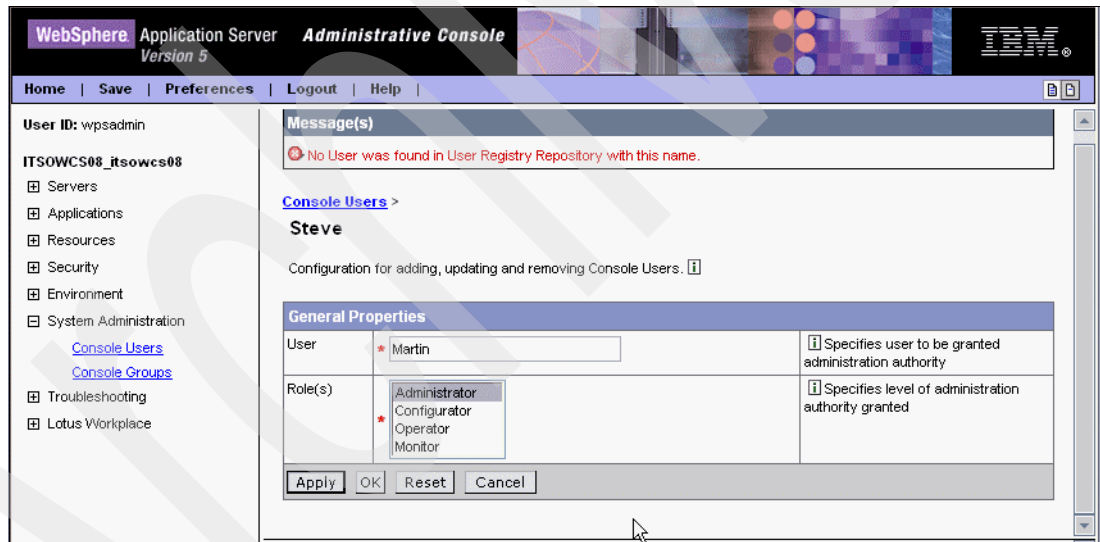 WebSphere. Application Server Administrative Console
Version 5
IBM®
Home | Save | Preferences | Logout | Help |
User ID: wpsadmin
ITSOWCS08_itsowcs08
Servers
Applications
Resources
Security
Environment
System Administration
Console Users
Console Groups
Troubleshooting
Lotus Workplace
Message(s)
No User was found in User Registry Repository with this name.
Console Users >
Steve
Configuration for adding, updating and removing Console Users. i
General Properties
User
* Martin
i Specifies user to be granted
administration authority
Role(s)
*
Administrator
Configurator
Operator
Monitor
i Specifies level of administration
authority granted
Apply OK Reset Cancel